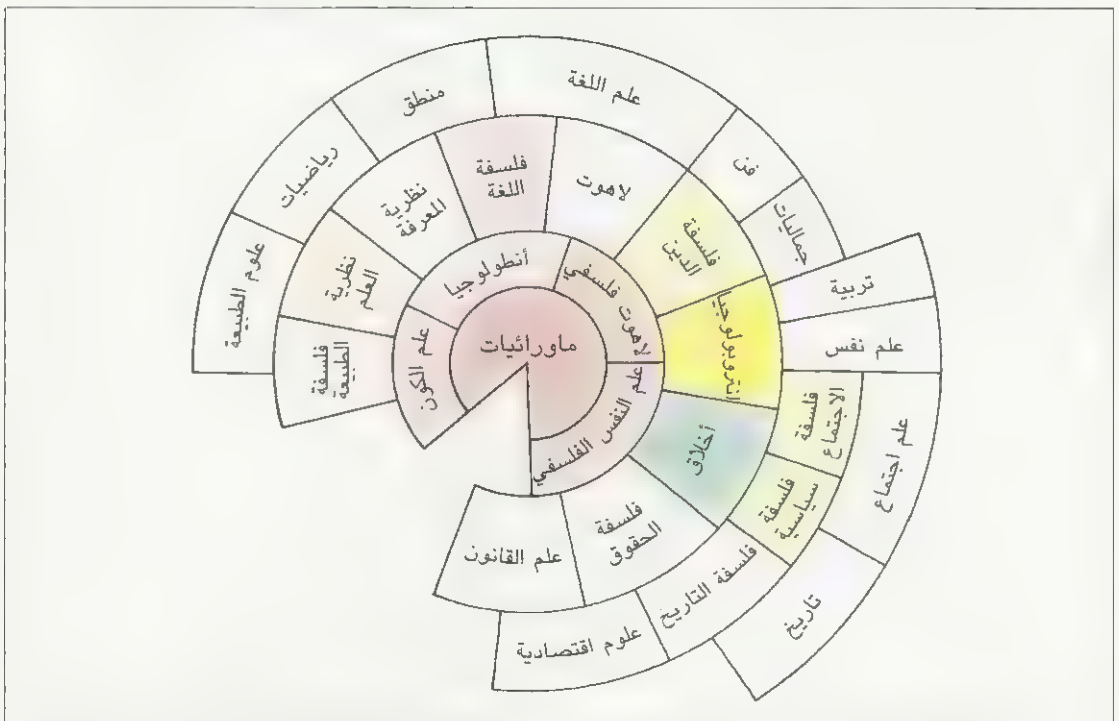 ماورائيات
أنطولوجيا
لاهوت فلسفي
علم النفس الفلسفي
علم الكون
فلسفة
اللغة
لاهوت
فلسفة
الدين
انثروبولوجيا
أخلاق
فلسفة
الحقوق
علم القانون
فلسفة
الطبيعة
نظرية
العلم
نظرية
المعرفة
علوم الطبيعة
رياضيات
منطق
علم اللغة
فن
جماليات
تربية
علم نفس
فلسفة
الاجتماع
فلسفة
سياسية
فلسفة التاريخ
علوم اقتصادية
علم اجتماع
تاريخ